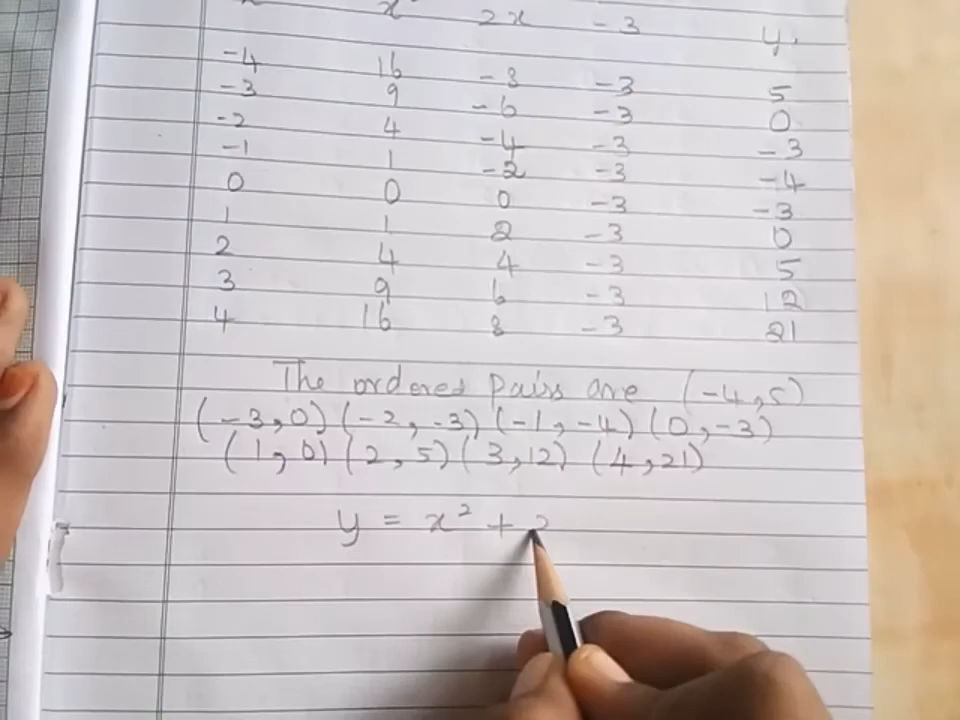 x x² 2x - 3 y
-4 16 -8 -3 5
-3 9 -6 -3 0
-2 4 -4 -3 -3
-1 1 -2 -3 -4
0 0 0 -3 -3
1 1 2 -3 0
2 4 4 -3 5
3 9 6 -3 12
4 16 8 -3 21
The ordered pairs are (-4,5)
(-3,0) (-2,-3) (-1,-4) (0,-3)
(1,0) (2,5) (3,12) (4,21)
y = x² + 2